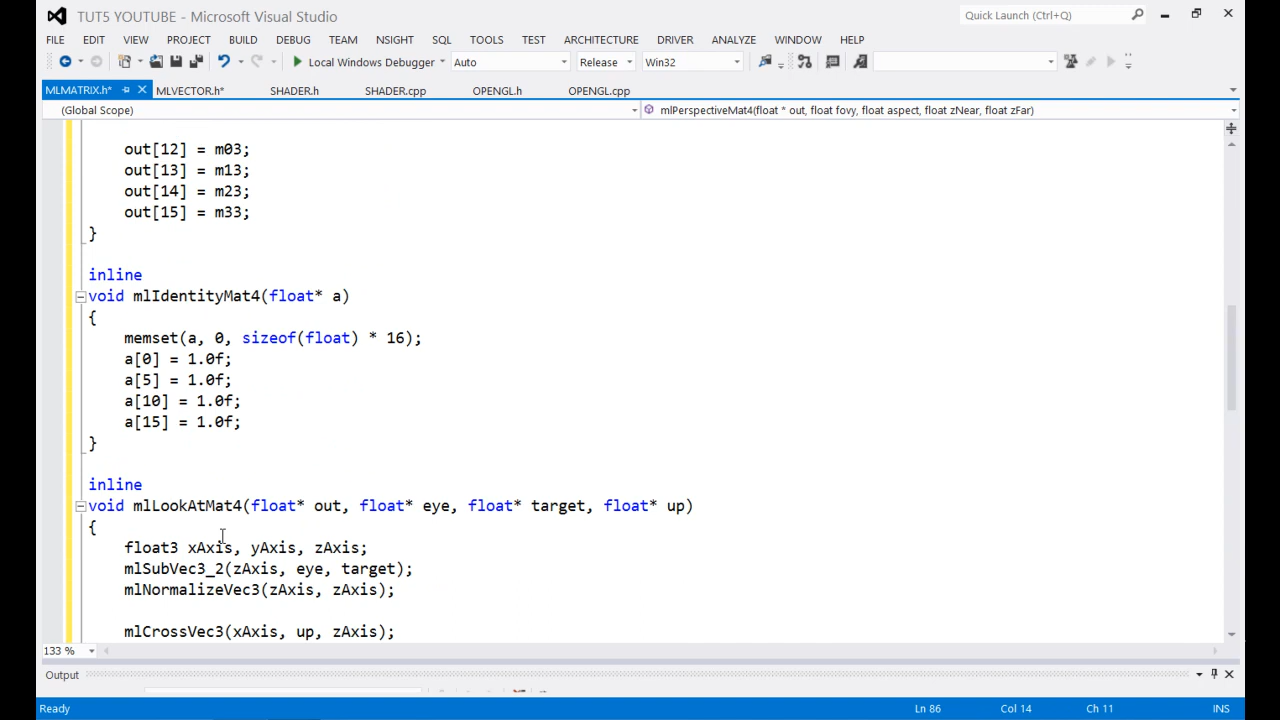 TUT5 YOUTUBE - Microsoft Visual Studio
Quick Launch (Ctrl+Q)
FILE EDIT VIEW PROJECT BUILD DEBUG TEAM NSIGHT SQL TOOLS TEST ARCHITECTURE DRIVER ANALYZE WINDOW HELP
Local Windows Debugger Auto Release Win32
MLMATRIX.h* MLVECTOR.h* SHADER.h SHADER.cpp OPENGL.h OPENGL.cpp
(Global Scope) mlPerspectiveMat4(float * out, float fovy, float aspect, float zNear, float zFar)
out[12] = m03;
out[13] = m13;
out[14] = m23;
out[15] = m33;
}
inline
void mlIdentityMat4(float* a)
{
memset(a, 0, sizeof(float) * 16);
a[0] = 1.0f;
a[5] = 1.0f;
a[10] = 1.0f;
a[15] = 1.0f;
}
inline
void mlLookAtMat4(float* out, float* eye, float* target, float* up)
{
float3 xAxis, yAxis, zAxis;
mlSubVec3_2(zAxis, eye, target);
mlNormalizeVec3(zAxis, zAxis);
mlCrossVec3(xAxis, up, zAxis);
133 %
Output
Ready Ln 86 Col 14 Ch 11 INS